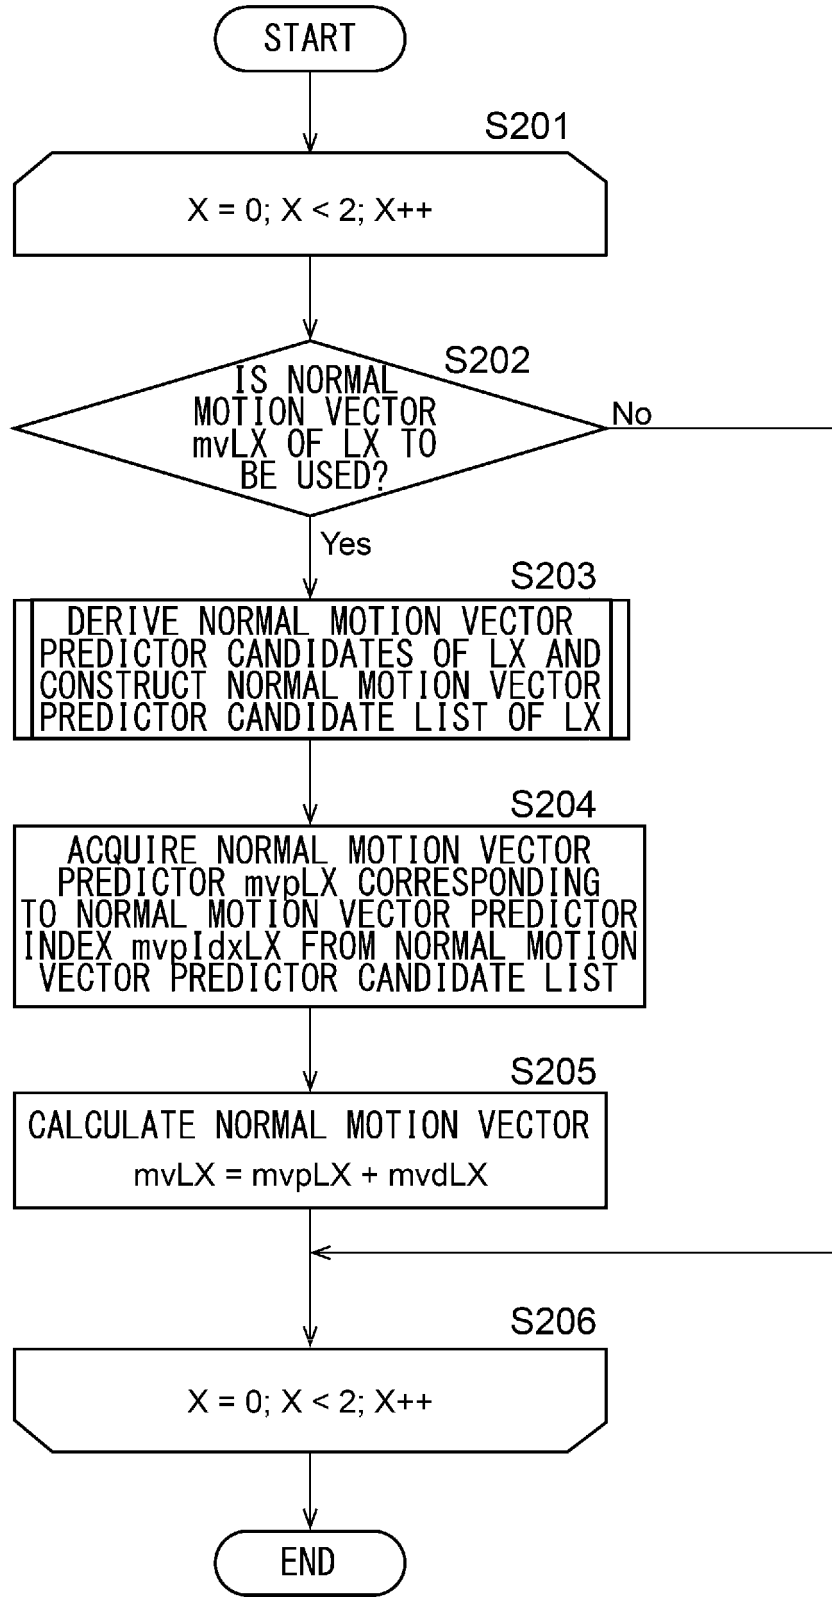 START
S201
X = 0; X < 2; X++
S202
IS NORMAL
MOTION VECTOR
mvLX OF LX TO
BE USED?
No
Yes
S203
DERIVE NORMAL MOTION VECTOR
PREDICTOR CANDIDATES OF LX AND
CONSTRUCT NORMAL MOTION VECTOR
PREDICTOR CANDIDATE LIST OF LX
S204
ACQUIRE NORMAL MOTION VECTOR
PREDICTOR mvpLX CORRESPONDING
TO NORMAL MOTION VECTOR PREDICTOR
INDEX mvpIdxLX FROM NORMAL MOTION
VECTOR PREDICTOR CANDIDATE LIST
S205
CALCULATE NORMAL MOTION VECTOR
mvLX = mvpLX + mvdLX
S206
X = 0; X < 2; X++
END